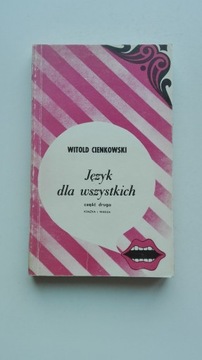 WITOLD CIENKOWSKI
Język
dla wszystkich
część druga